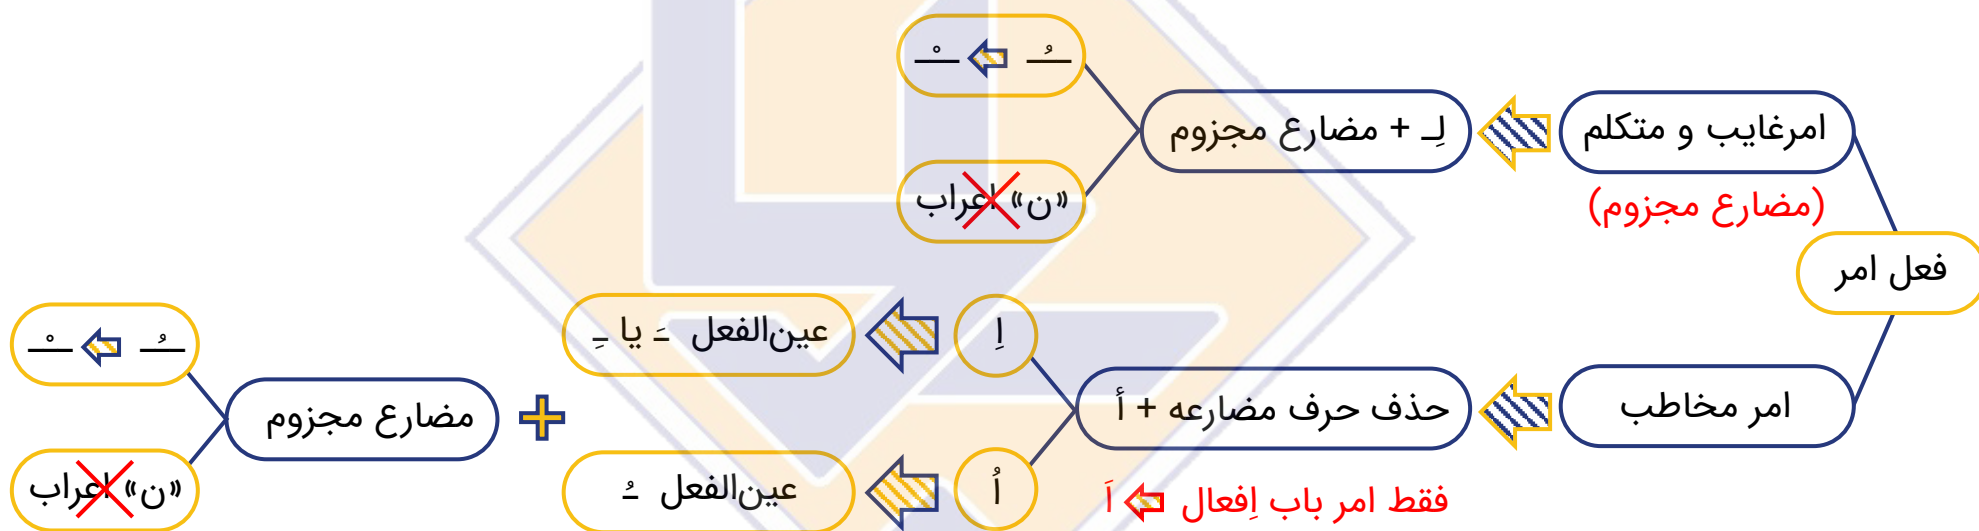 فعل امر
امرغایب و متکلم
(مضارع مجزوم)
لِـ + مضارع مجزوم
ـُـ ـْـ
«ن» اعراب
امر مخاطب
حذف حرف مضارعه + أ
فقط امر باب اِفعال اَ
اِ
عین‌الفعل ـَ یا ـِ
اُ
عین‌الفعل ـُ
+
مضارع مجزوم
ـُـ ـْـ
«ن» اعراب